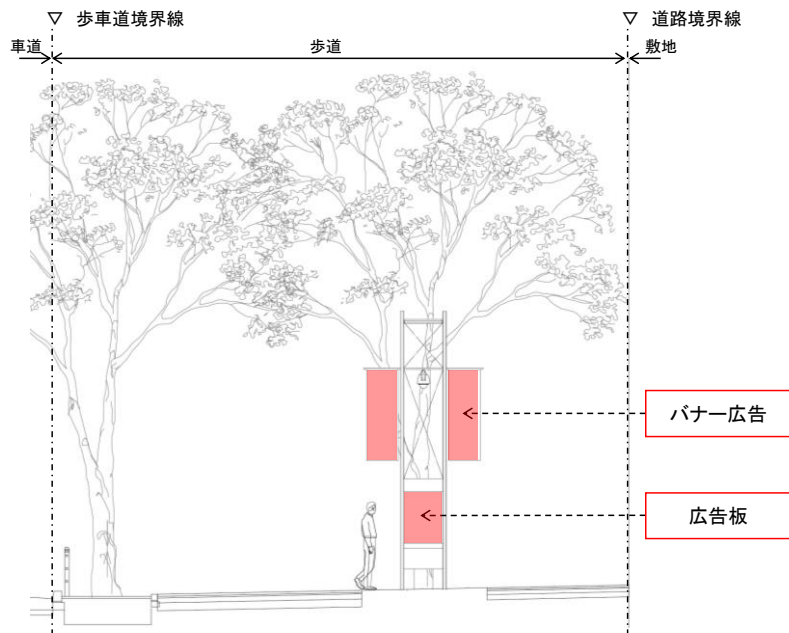 ▽ 歩車道境界線
▽ 道路境界線
車道
歩道
敷地
バナー広告
広告板